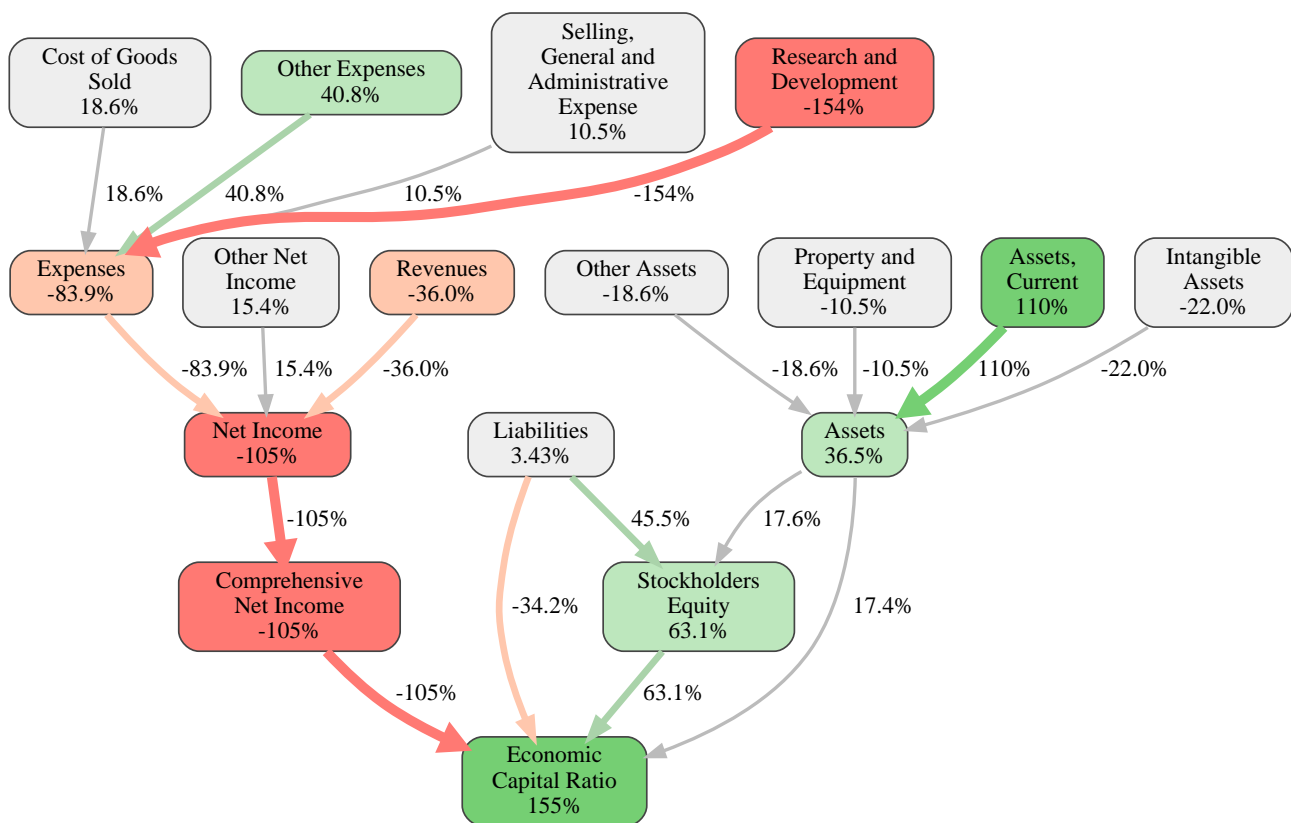 Cost of Goods
Sold
18.6%
Other Expenses
40.8%
Selling,
General and
Administrative
Expense
10.5%
Research and
Development
-154%
18.6%
40.8%
10.5%
-154%
Expenses
-83.9%
Other Net
Income
15.4%
Revenues
-36.0%
Other Assets
-18.6%
Property and
Equipment
-10.5%
Assets,
Current
110%
Intangible
Assets
-22.0%
-83.9%
15.4%
-36.0%
-18.6%
-10.5%
110%
-22.0%
Net Income
-105%
Liabilities
3.43%
Assets
36.5%
-105%
45.5%
17.6%
Comprehensive
Net Income
-105%
-34.2%
Stockholders
Equity
63.1%
17.4%
-105%
63.1%
Economic
Capital Ratio
155%